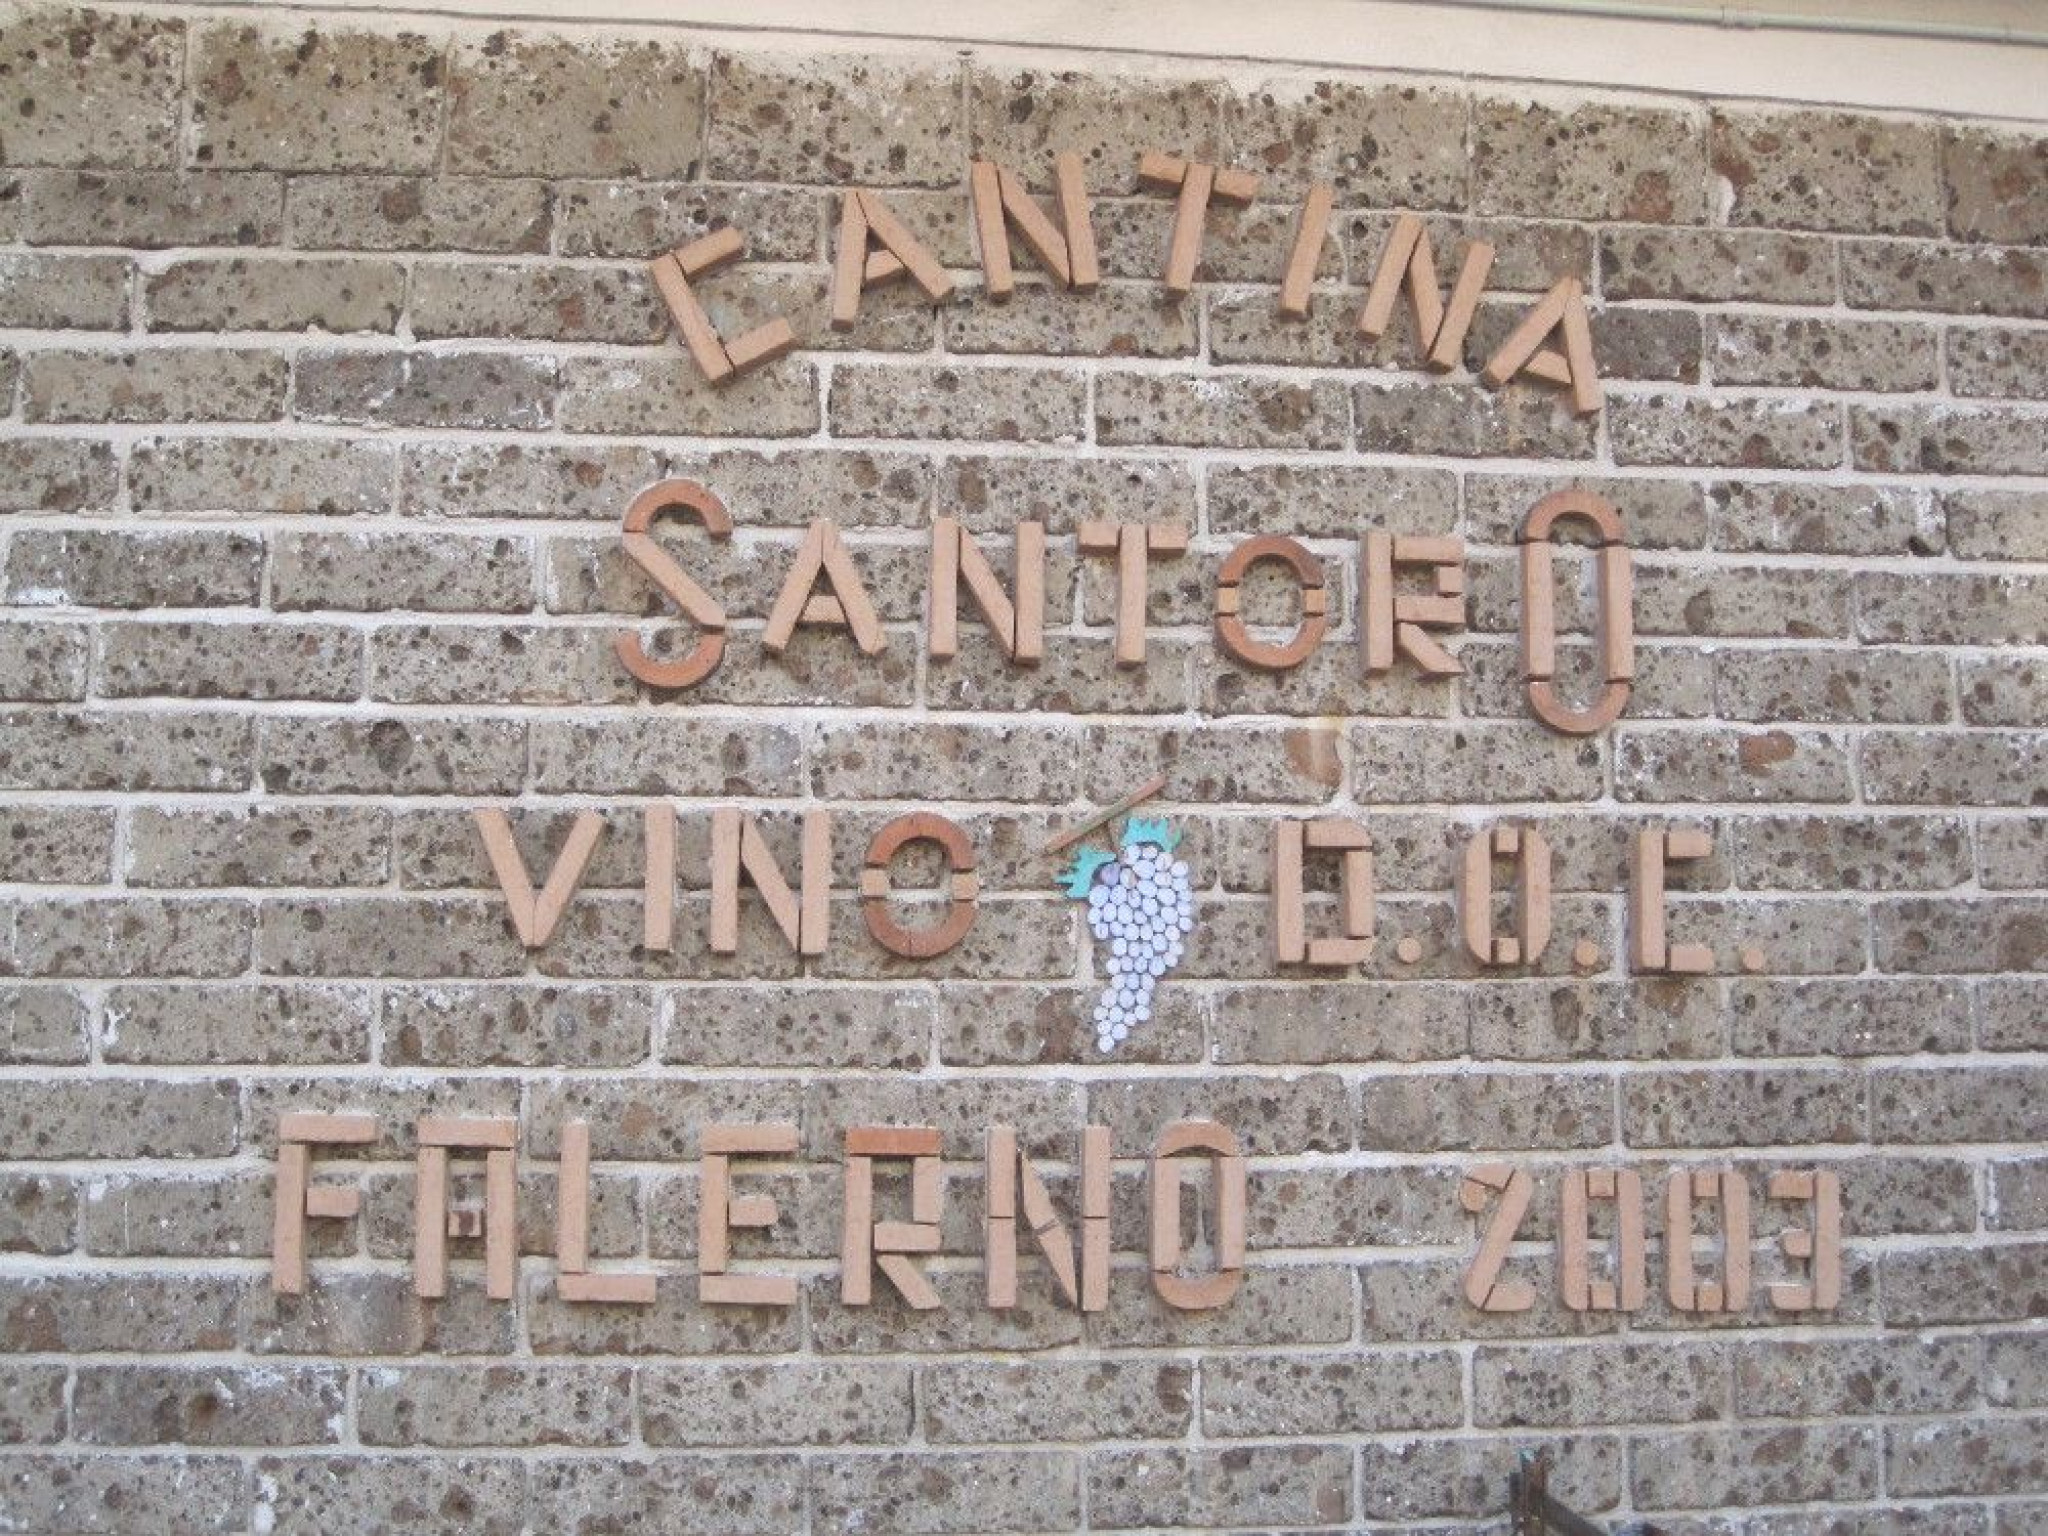 CANTINA
SANTORO
VINO D.O.C.
FALERNO 2003